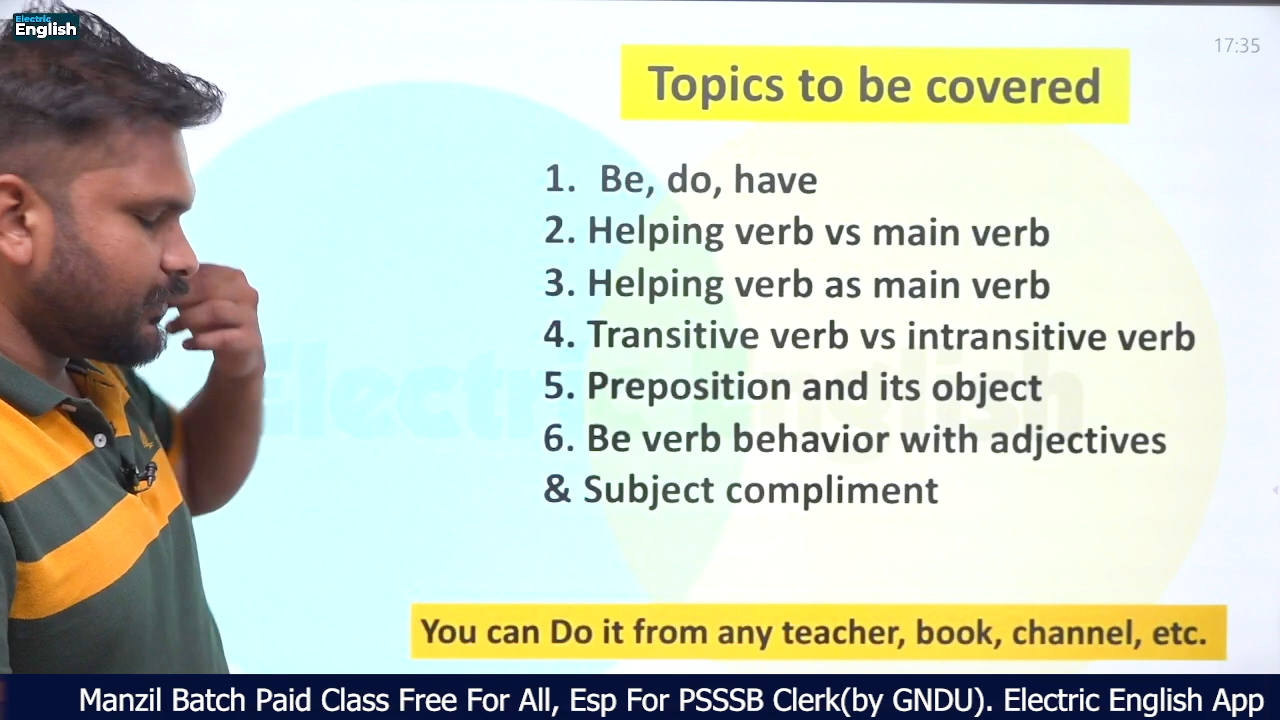 Electric
English
17:35
Topics to be covered
1. Be, do, have
2. Helping verb vs main verb
3. Helping verb as main verb
4. Transitive verb vs intransitive verb
5. Preposition and its object
6. Be verb behavior with adjectives
& Subject compliment
Electric English
You can Do it from any teacher, book, channel, etc.
Manzil Batch Paid Class Free For All, Esp For PSSSB Clerk(by GNDU). Electric English App